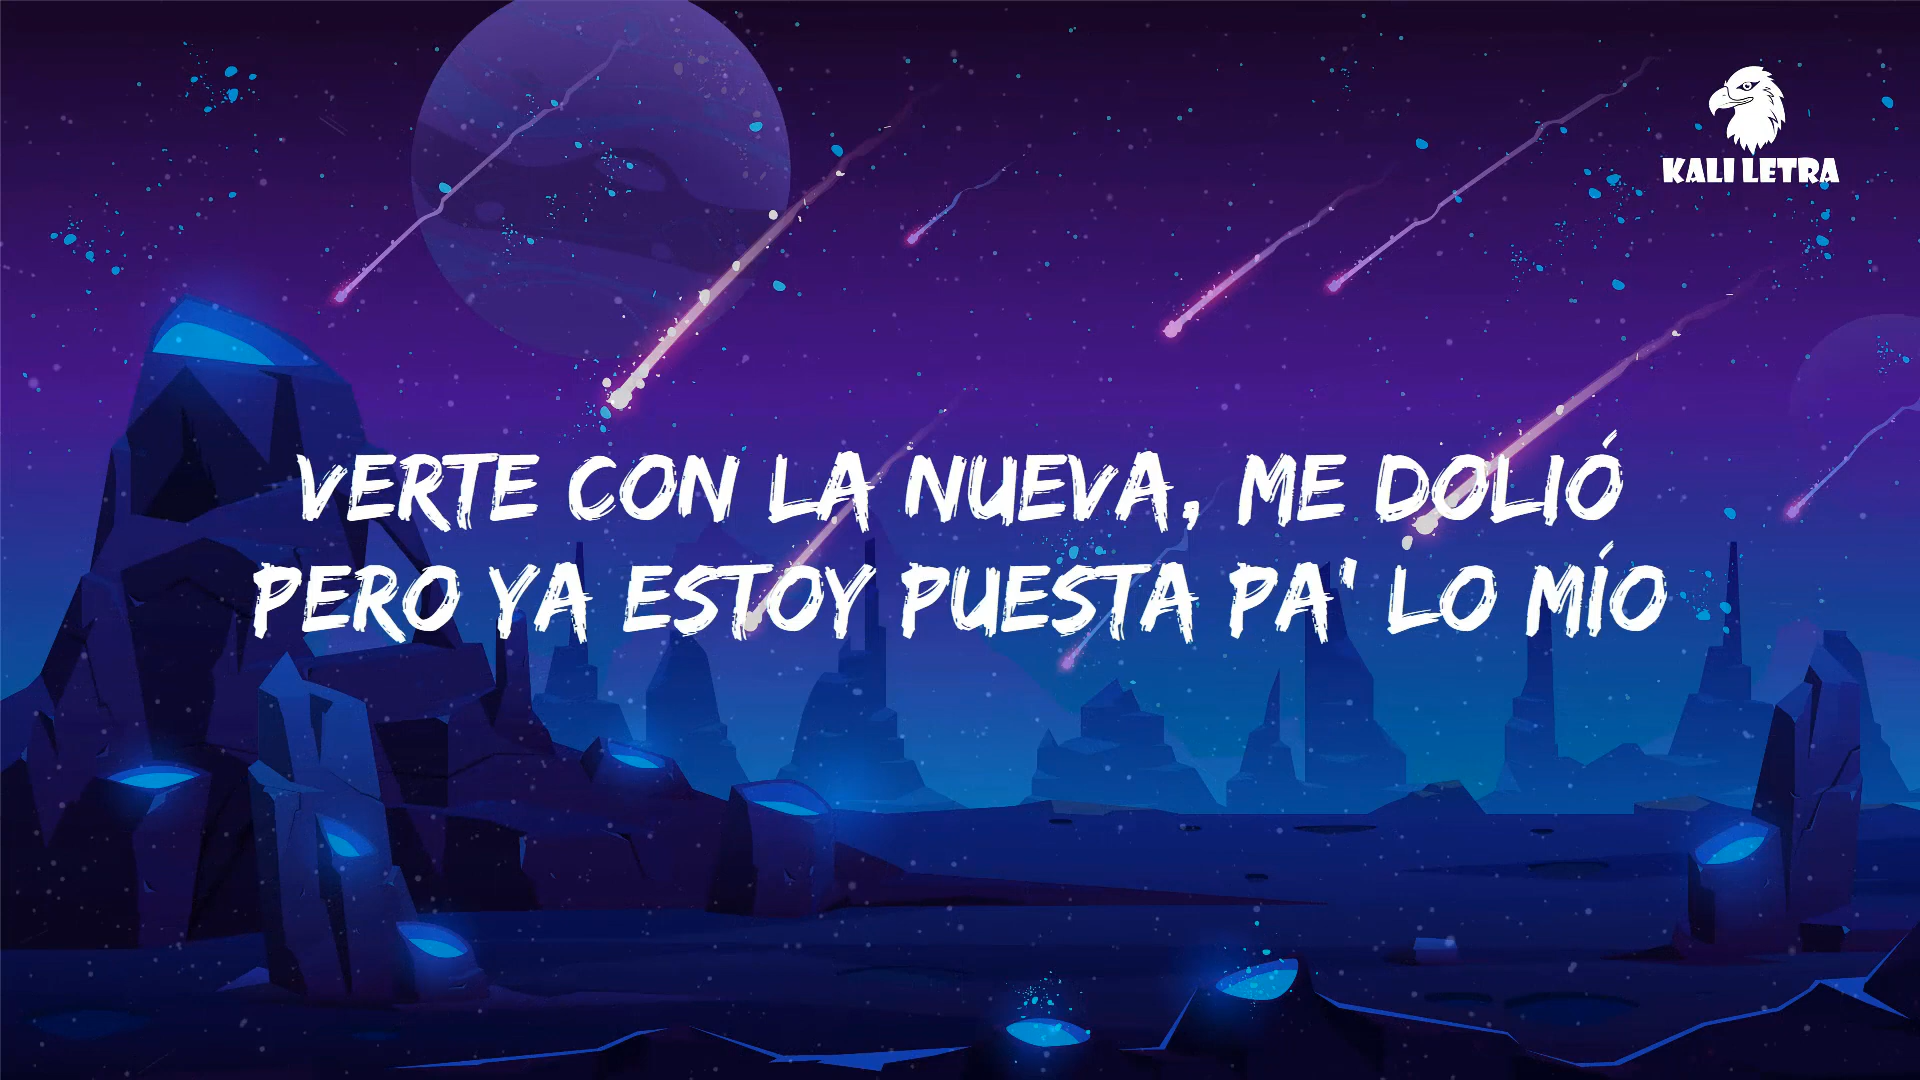 KALI LETRA
VERTE CON LA NUEVA, ME DOLIÓ
PERO YA ESTOY PUESTA PA' LO MÍO